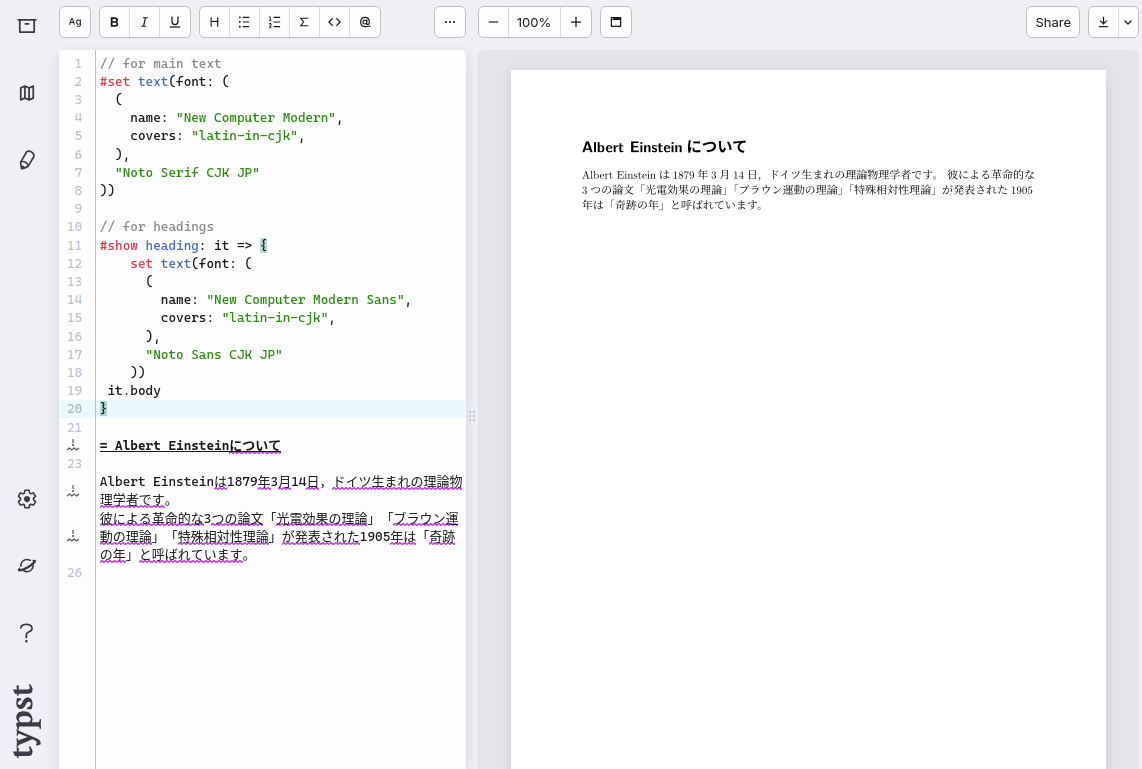 Ag B I U H Σ <> @ ... − 100% + Share
1 // for main text
2 #set text(font: (
3 (
4 name: "New Computer Modern",
5 covers: "latin-in-cjk",
6 ),
7 "Noto Serif CJK JP"
8 ))
9
10 // for headings
11 #show heading: it => {
12 set text(font: (
13 (
14 name: "New Computer Modern Sans",
15 covers: "latin-in-cjk",
16 ),
17 "Noto Sans CJK JP"
18 ))
19 it.body
20 }
21
= Albert Einsteinについて
23
Albert Einsteinは1879年3月14日，ドイツ生まれの理論物
理学者です。
彼による革命的な3つの論文「光電効果の理論」「ブラウン運
動の理論」「特殊相対性理論」が発表された1905年は「奇跡
の年」と呼ばれています。
26
typst
Albert Einstein について
Albert Einstein は 1879 年 3 月 14 日，ドイツ生まれの理論物理学者です。 彼による革命的な
3 つの論文「光電効果の理論」「ブラウン運動の理論」「特殊相対性理論」が発表された 1905
年は「奇跡の年」と呼ばれています。